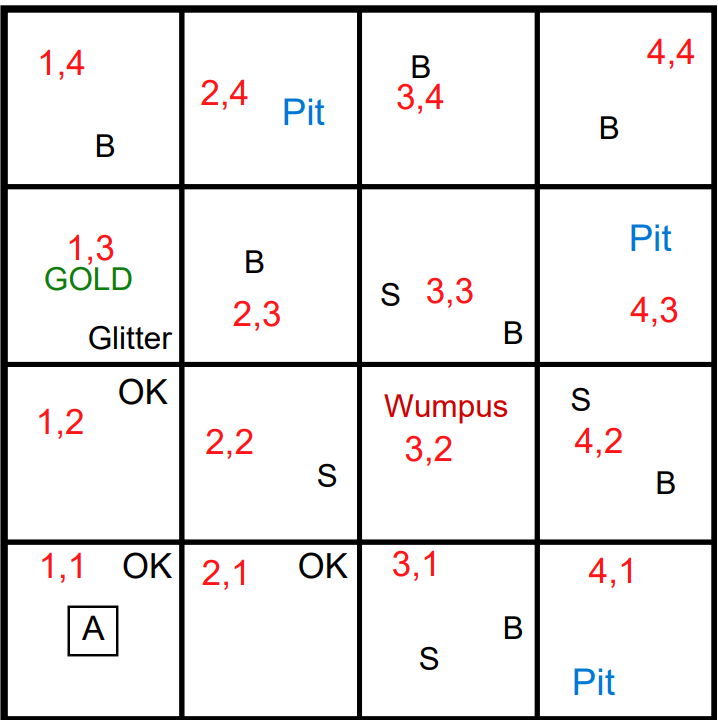 1,4
B
2,4
Pit
B
3,4
4,4
B
1,3
GOLD
Glitter
B
2,3
S 3,3
B
Pit
4,3
OK
1,2
2,2
S
Wumpus
3,2
S
4,2
B
1,1 OK
A
2,1 OK
3,1
B
S
4,1
Pit